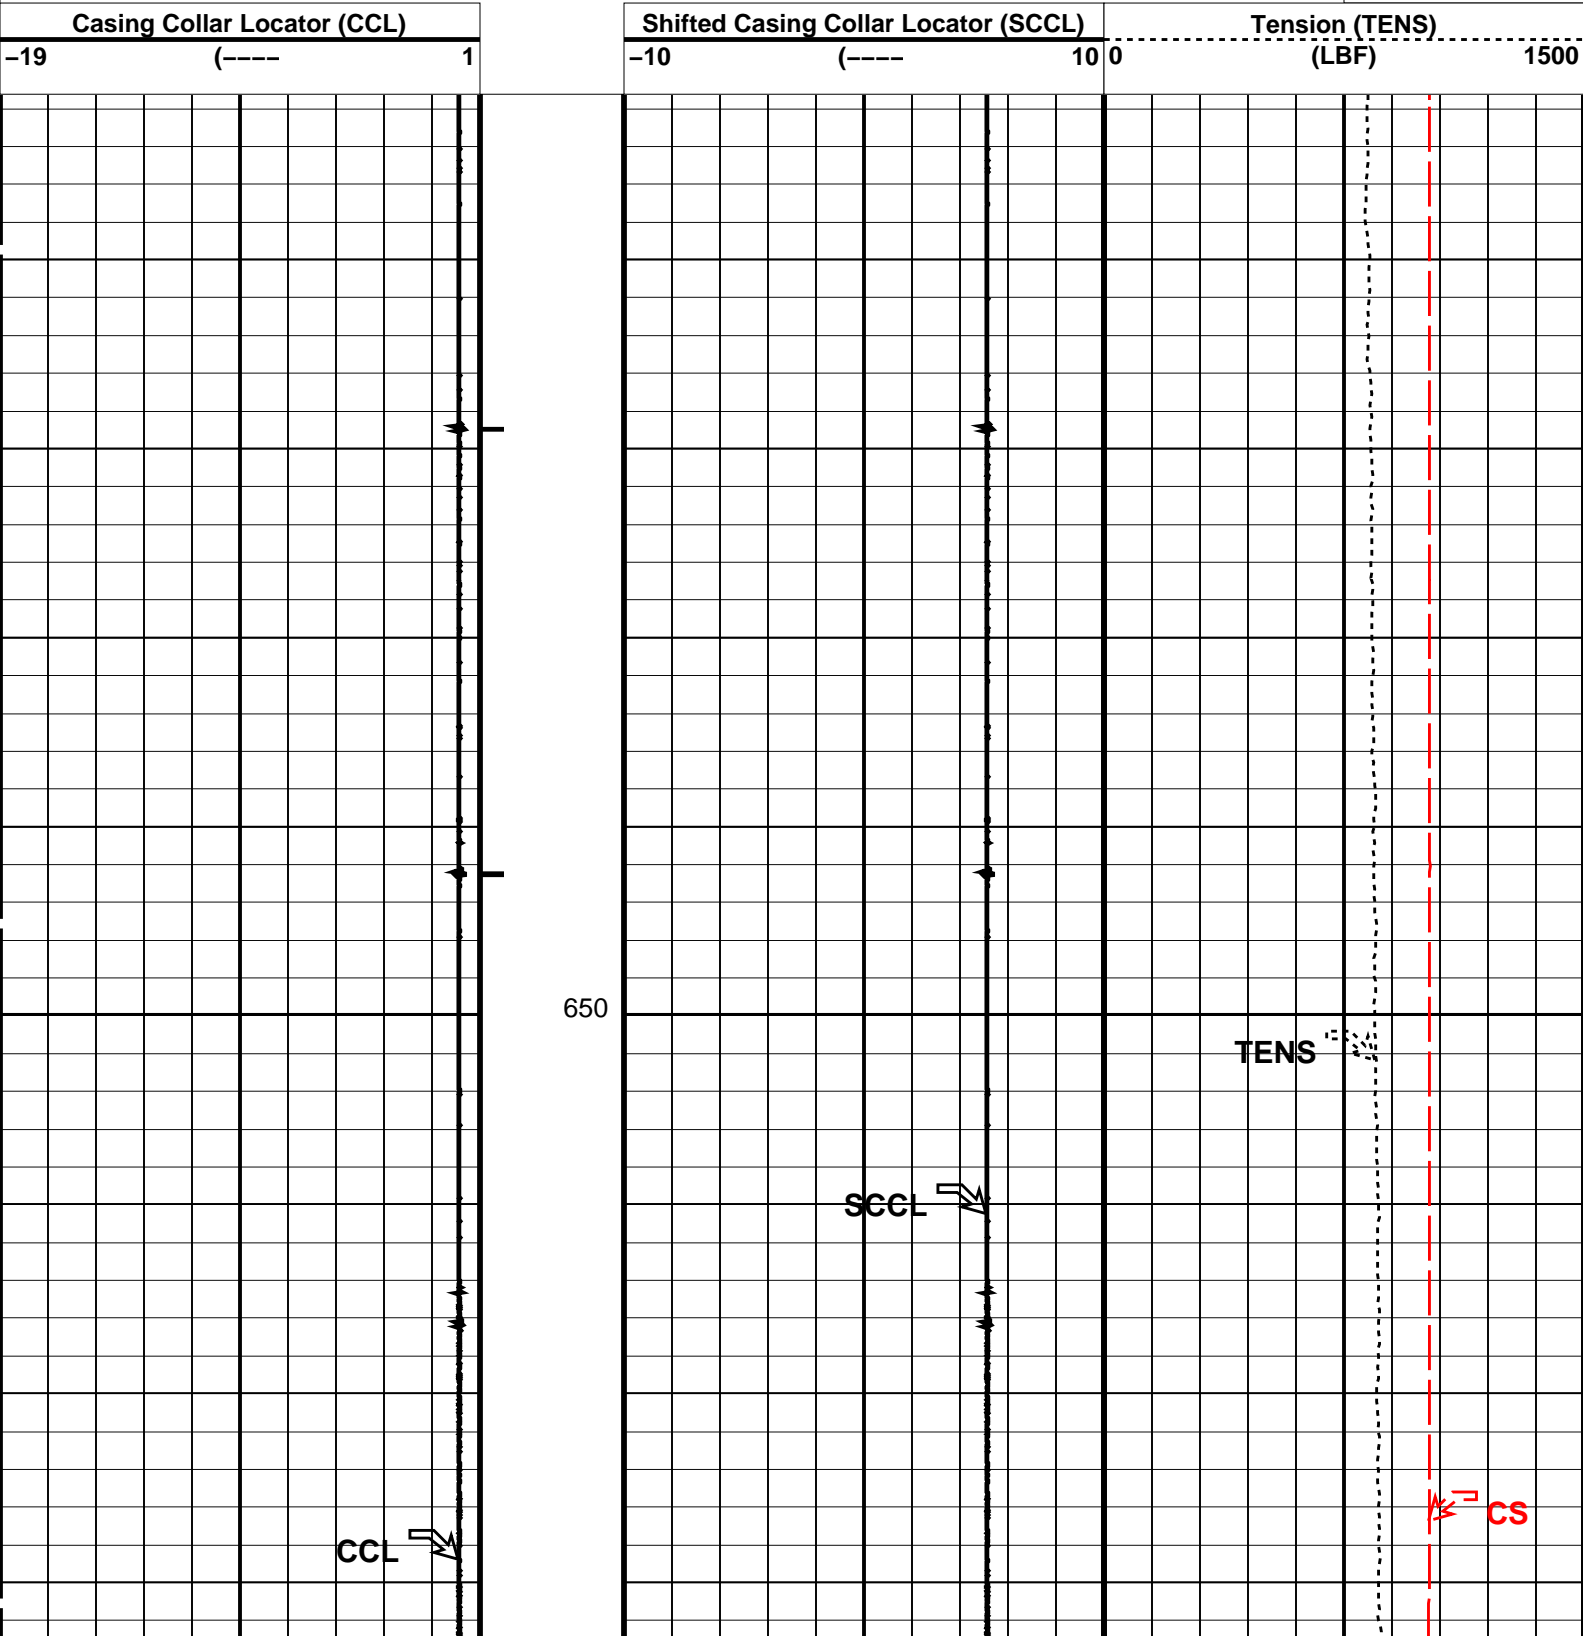 Casing Collar Locator (CCL)
–19 (–––– 1
Shifted Casing Collar Locator (SCCL)
–10 (–––– 10
Tension (TENS)
0 (LBF) 1500
650
TENS
SCCL
CS
CCL